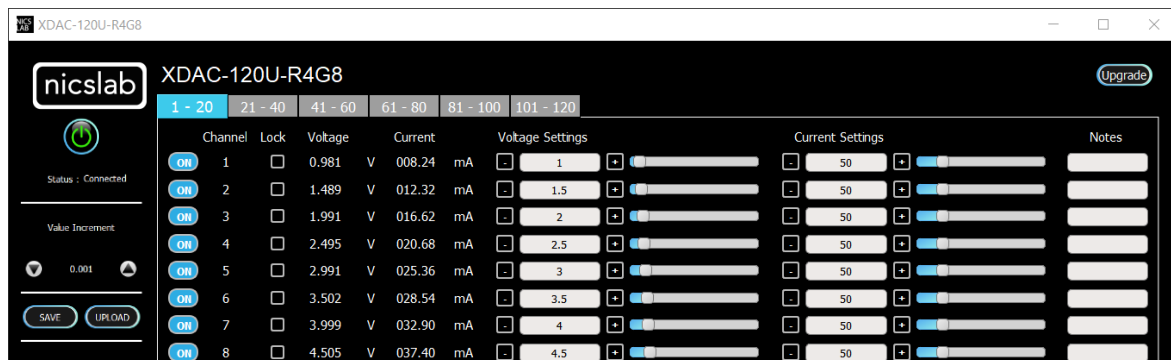 NICS LAB XDAC-120U-R4G8
nicslab XDAC-120U-R4G8 Upgrade
1 - 20 21 - 40 41 - 60 61 - 80 81 - 100 101 - 120
Channel Lock Voltage Current Voltage Settings Current Settings Notes
ON 1 0.981 V 008.24 mA - 1 + - 50 +
Status : Connected
ON 2 1.489 V 012.32 mA - 1.5 + - 50 +
ON 3 1.991 V 016.62 mA - 2 + - 50 +
Value Increment
ON 4 2.495 V 020.68 mA - 2.5 + - 50 +
0.001
ON 5 2.991 V 025.36 mA - 3 + - 50 +
ON 6 3.502 V 028.54 mA - 3.5 + - 50 +
SAVE UPLOAD
ON 7 3.999 V 032.90 mA - 4 + - 50 +
ON 8 4.505 V 037.40 mA - 4.5 + - 50 +